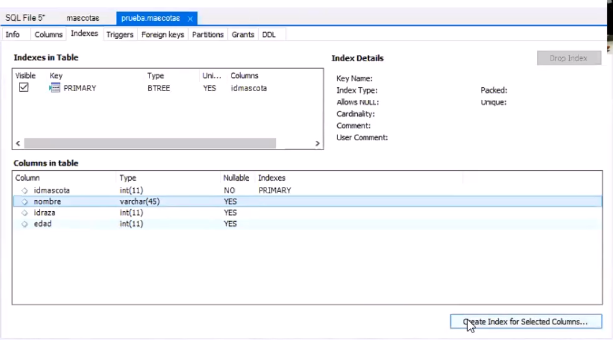 SQL File 5* mascotas prueba.mascotas ×
Info Columns Indexes Triggers Foreign keys Partitions Grants DDL
Indexes in Table
Visible Key Type Uni... Columns
PRIMARY BTREE YES idmascota
Index Details
Drop Index
Key Name:
Index Type: Packed:
Allows NULL: Unique:
Cardinality:
Comment:
User Comment:
Columns in table
Column Type Nullable Indexes
idmascota int(11) NO PRIMARY
nombre varchar(45) YES
idraza int(11) YES
edad int(11) YES
Create Index for Selected Columns...